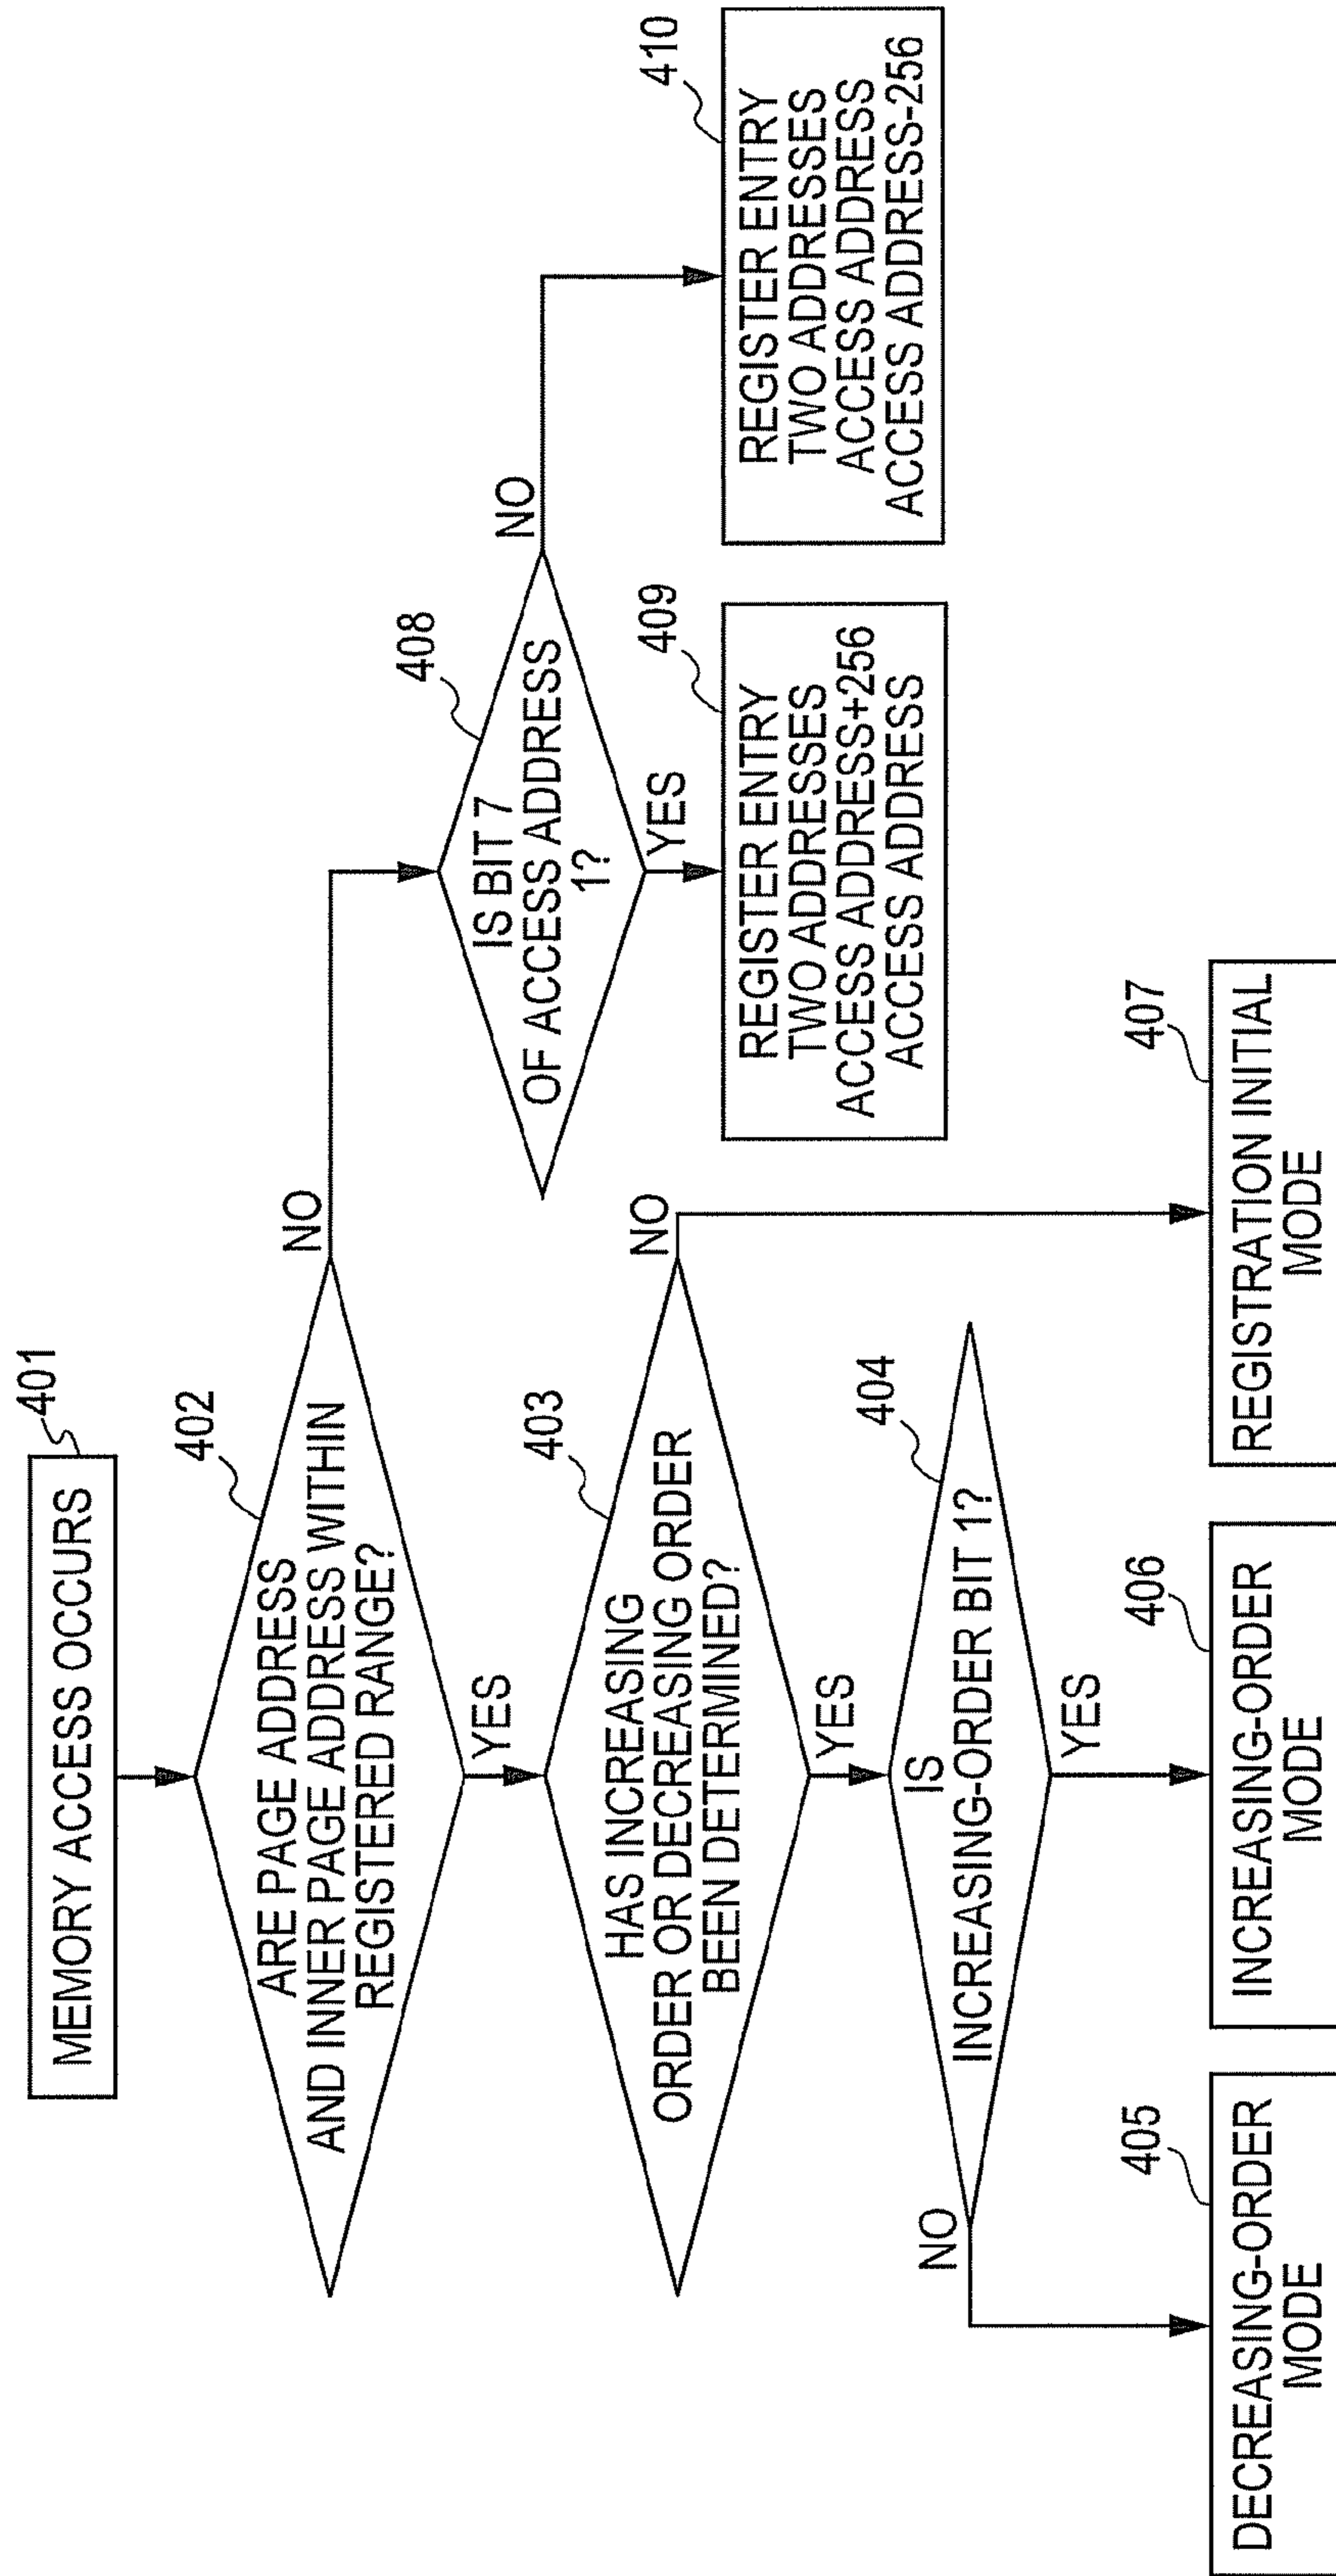 MEMORY ACCESS OCCURS
401
402
ARE PAGE ADDRESS
AND INNER PAGE ADDRESS WITHIN
REGISTERED RANGE?
NO
YES
403
HAS INCREASING
ORDER OR DECREASING ORDER
BEEN DETERMINED?
NO
YES
404
IS
INCREASING-ORDER BIT 1?
NO
YES
405
DECREASING-ORDER
MODE
406
INCREASING-ORDER
MODE
407
REGISTRATION INITIAL
MODE
408
IS BIT 7
OF ACCESS ADDRESS
1?
NO
YES
409
REGISTER ENTRY
TWO ADDRESSES
ACCESS ADDRESS+256
ACCESS ADDRESS
410
REGISTER ENTRY
TWO ADDRESSES
ACCESS ADDRESS
ACCESS ADDRESS-256